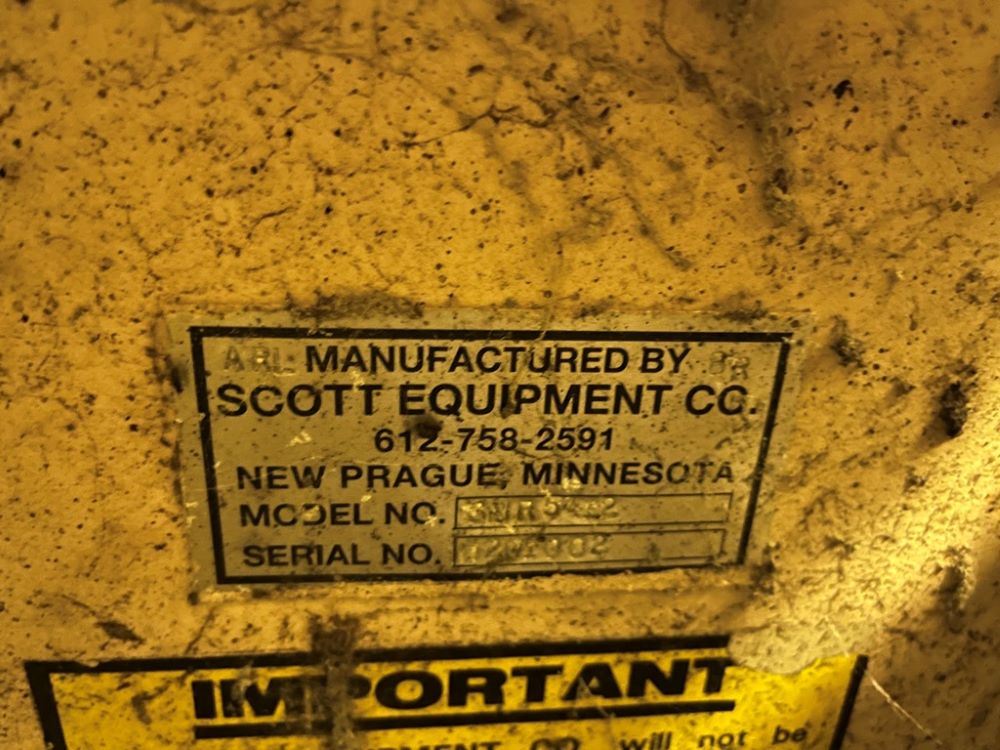 MANUFACTURED BY
SCOTT EQUIPMENT CO.
612-758-2591
NEW PRAGUE, MINNESOTA
MODEL NO.
SERIAL NO.
IMPORTANT
CO. will not be